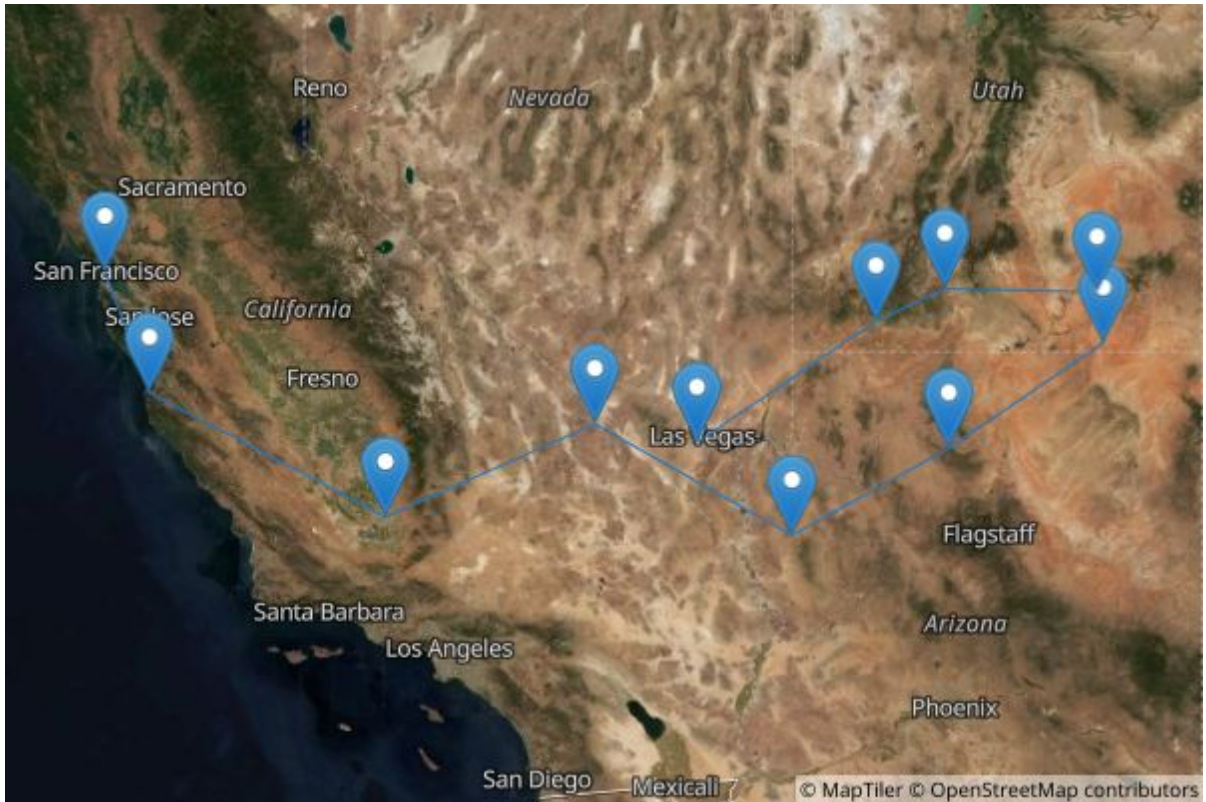 Reno
Nevada
Utah
Sacramento
San Francisco
California
San Jose
Fresno
Las Vegas
Flagstaff
Santa Barbara
Arizona
Los Angeles
Phoenix
San Diego
Mexicali
© MapTiler © OpenStreetMap contributors